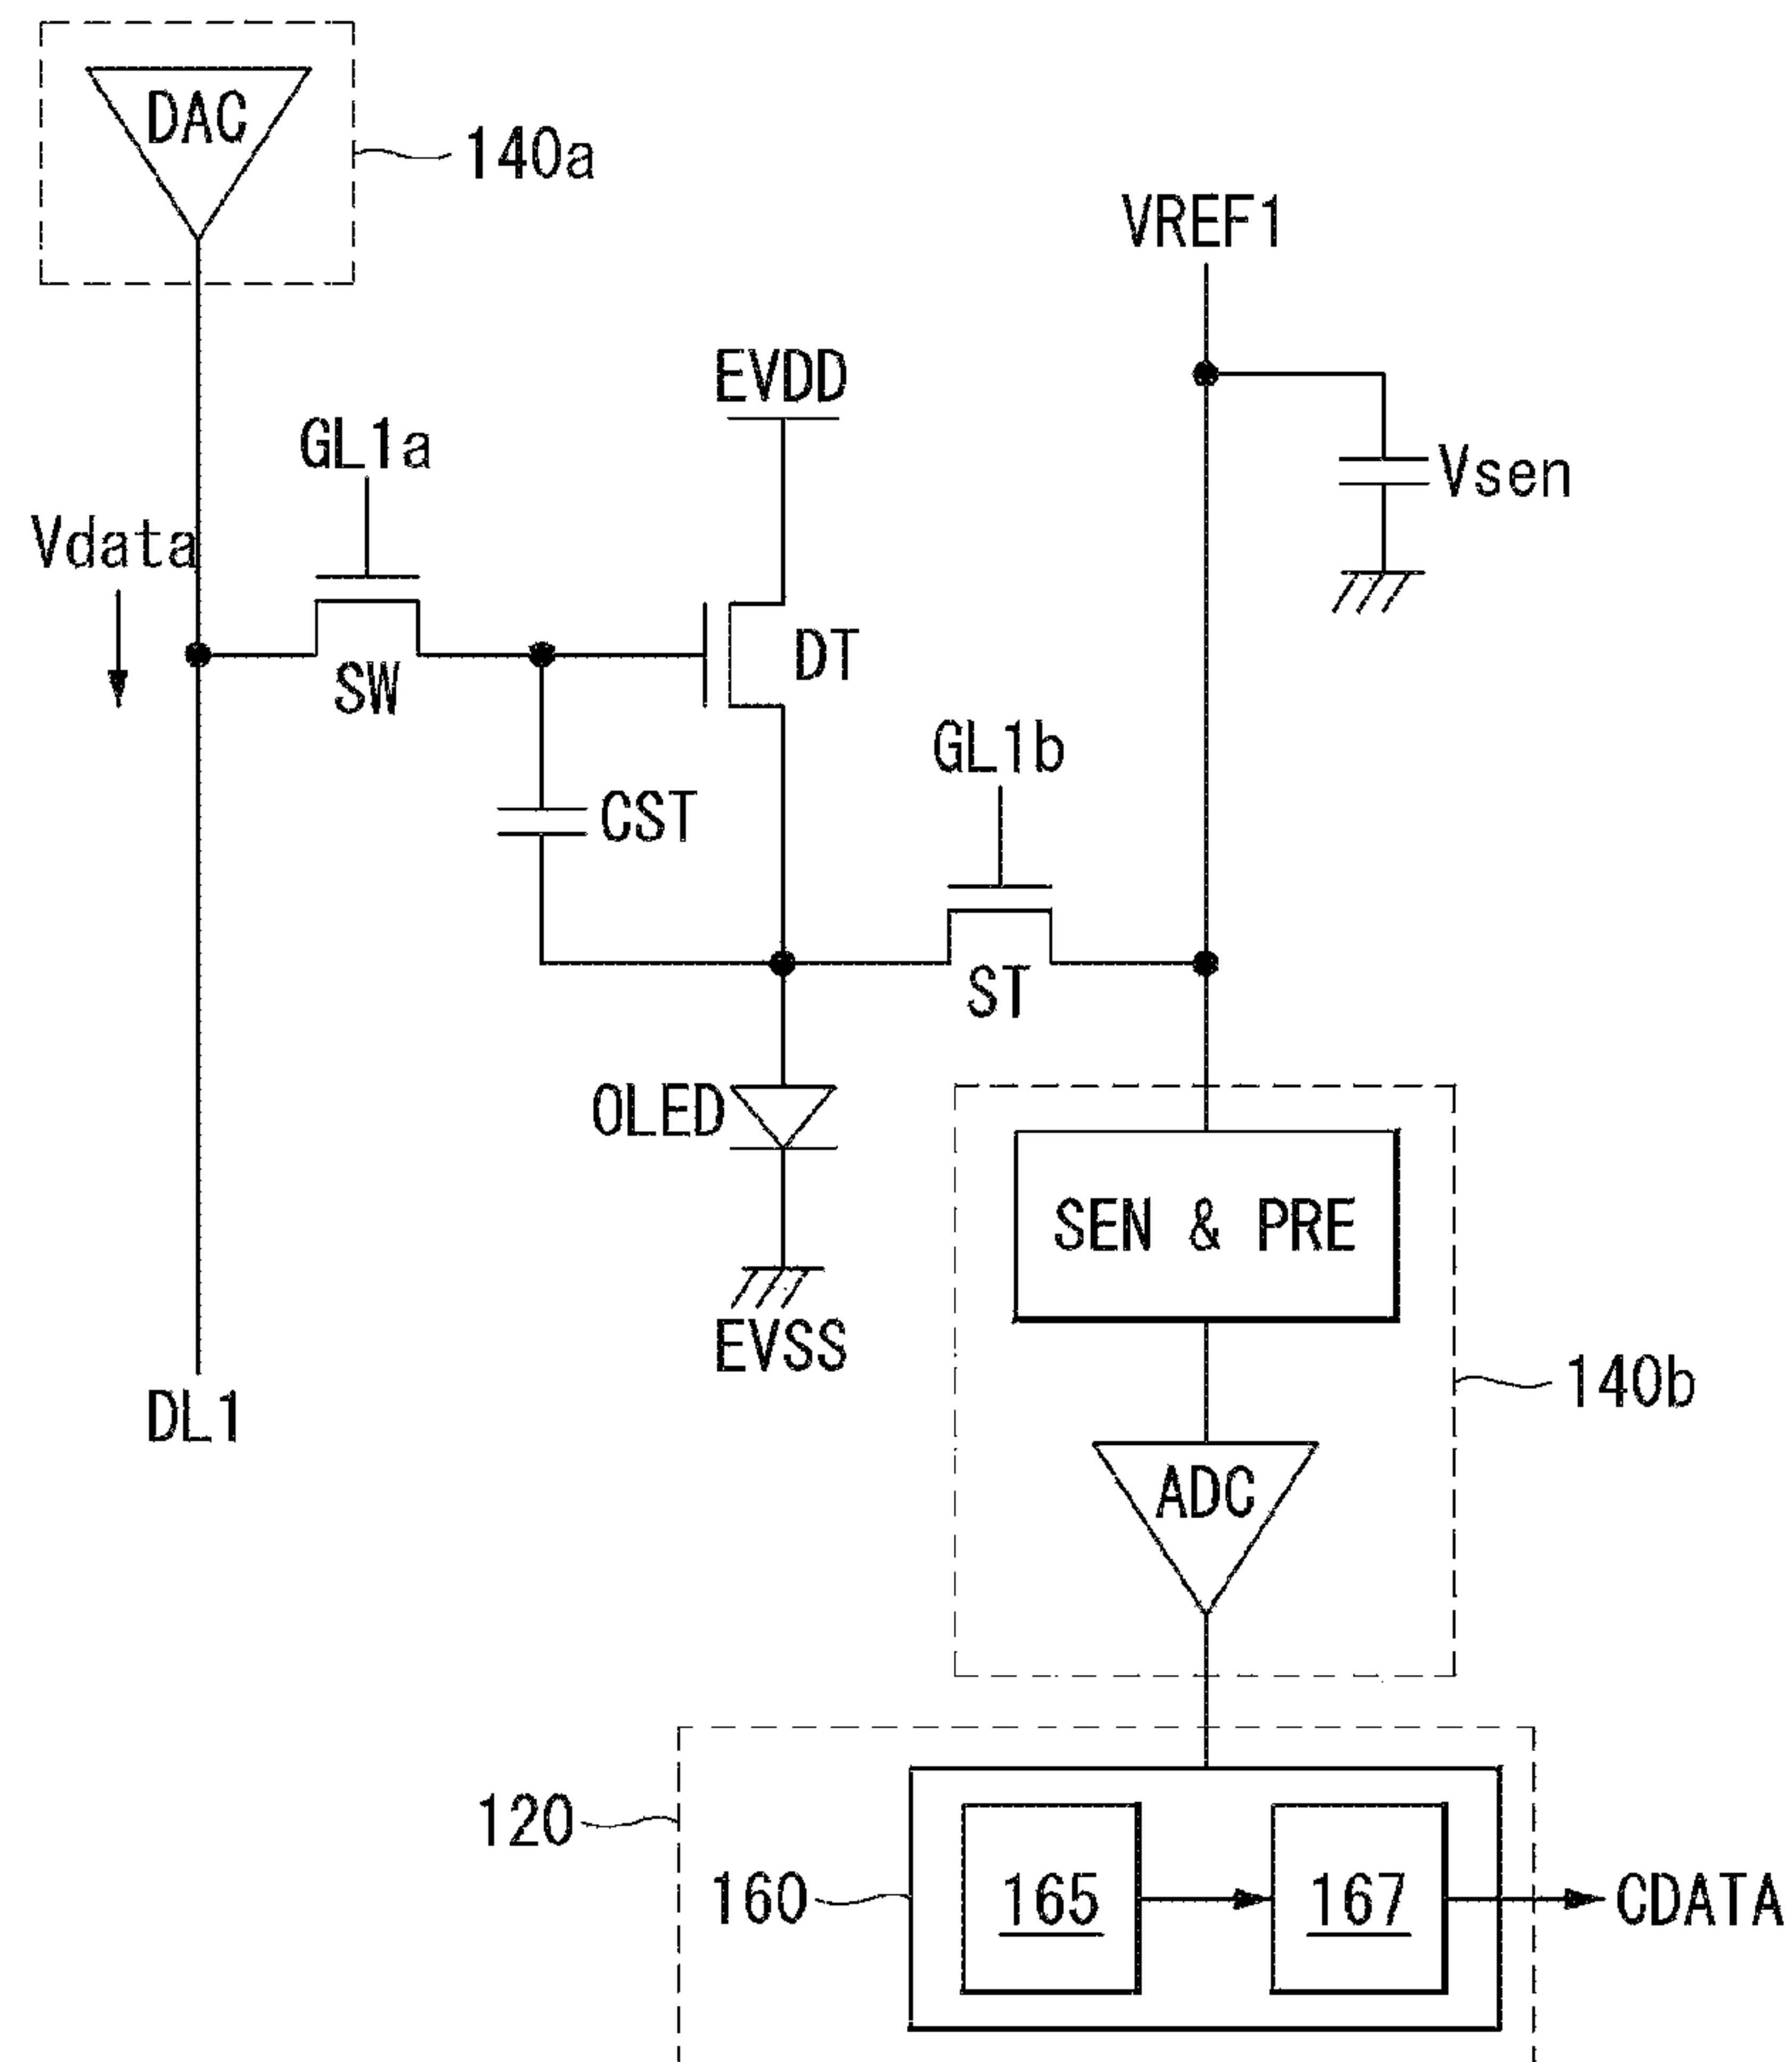 DAC
140a
VREF1
EVDD
GL1a
Vsen
Vdata
DT
SW
GL1b
CST
ST
OLED
SEN & PRE
EVSS
140b
DL1
ADC
120
160
165
167
CDATA